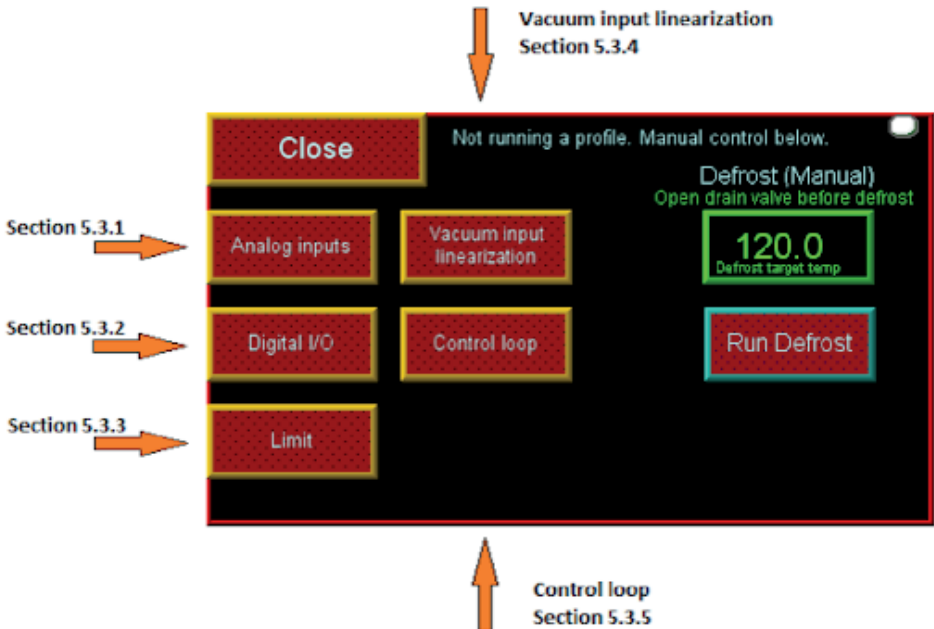 Vacuum input linearization
Section 5.3.4
Close
Not running a profile. Manual control below.
Defrost (Manual)
Open drain valve before defrost
Section 5.3.1
Analog inputs
Vacuum input
linearization
120.0
Defrost target temp
Section 5.3.2
Digital I/O
Control loop
Run Defrost
Section 5.3.3
Limit
Control loop
Section 5.3.5